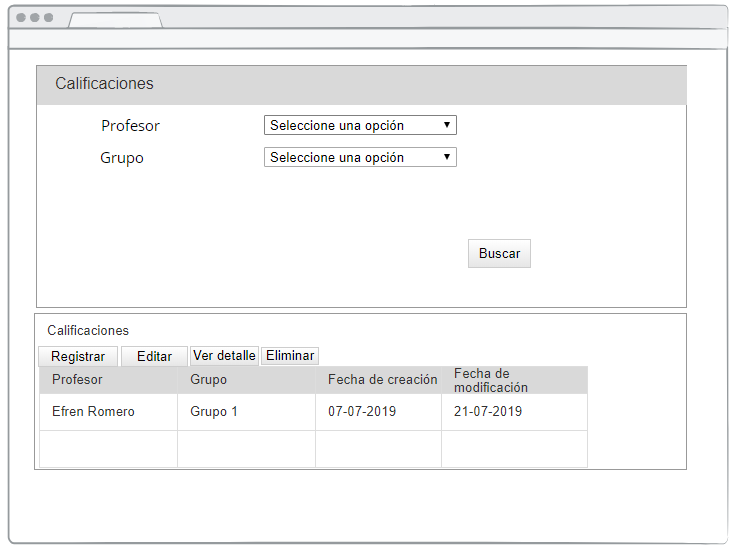 Calificaciones
Profesor
Seleccione una opción
Grupo
Seleccione una opción
Buscar
Calificaciones
Registrar Editar Ver detalle Eliminar
Profesor Grupo Fecha de creación Fecha de
modificación
Efren Romero Grupo 1 07-07-2019 21-07-2019